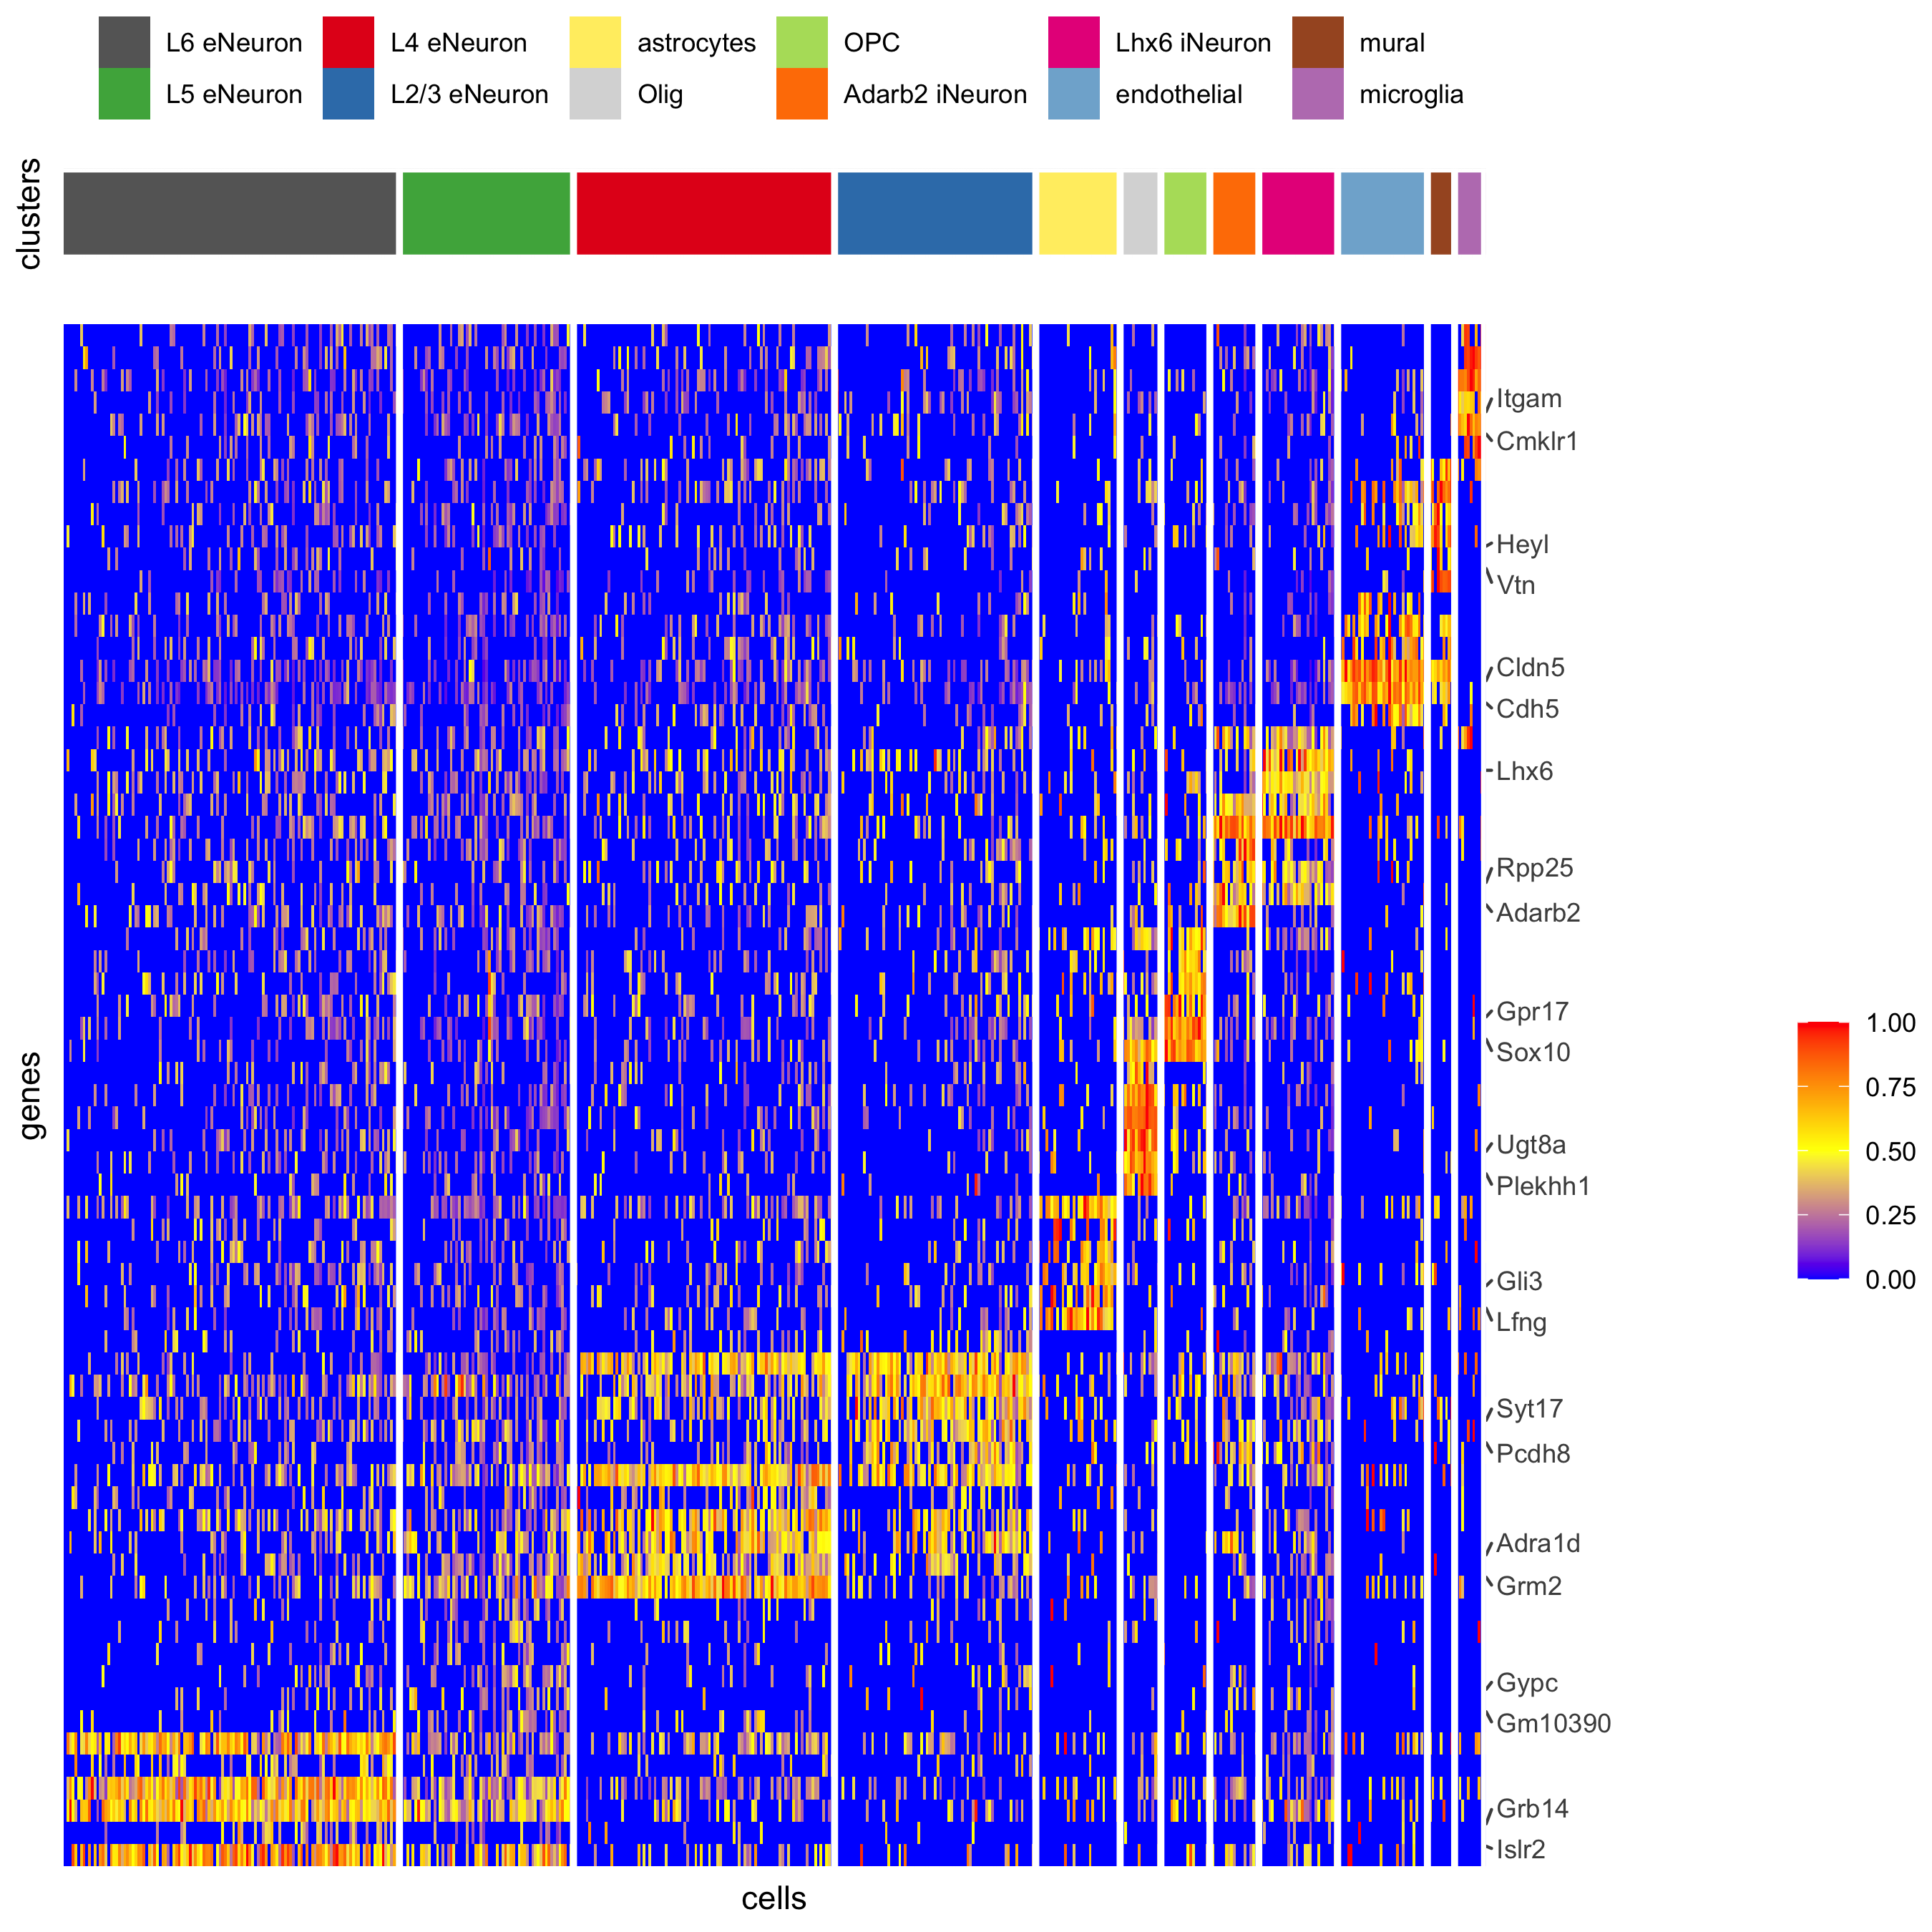 L6 eNeuron L4 eNeuron astrocytes OPC Lhx6 iNeuron mural
L5 eNeuron L2/3 eNeuron Olig Adarb2 iNeuron endothelial microglia
clusters
Itgam
Cmklr1
Heyl
Vtn
Cldn5
Cdh5
Lhx6
Rpp25
Adarb2
Gpr17
Sox10
Ugt8a
Plekhh1
Gli3
Lfng
Syt17
Pcdh8
Adra1d
Grm2
Gypc
Gm10390
Grb14
Islr2
genes
cells
1.00
0.75
0.50
0.25
0.00